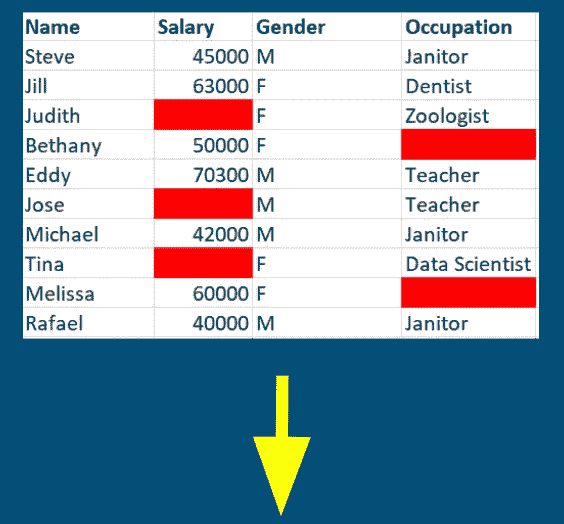 Name Salary Gender Occupation
Steve 45000 M Janitor
Jill 63000 F Dentist
Judith F Zoologist
Bethany 50000 F
Eddy 70300 M Teacher
Jose M Teacher
Michael 42000 M Janitor
Tina F Data Scientist
Melissa 60000 F
Rafael 40000 M Janitor